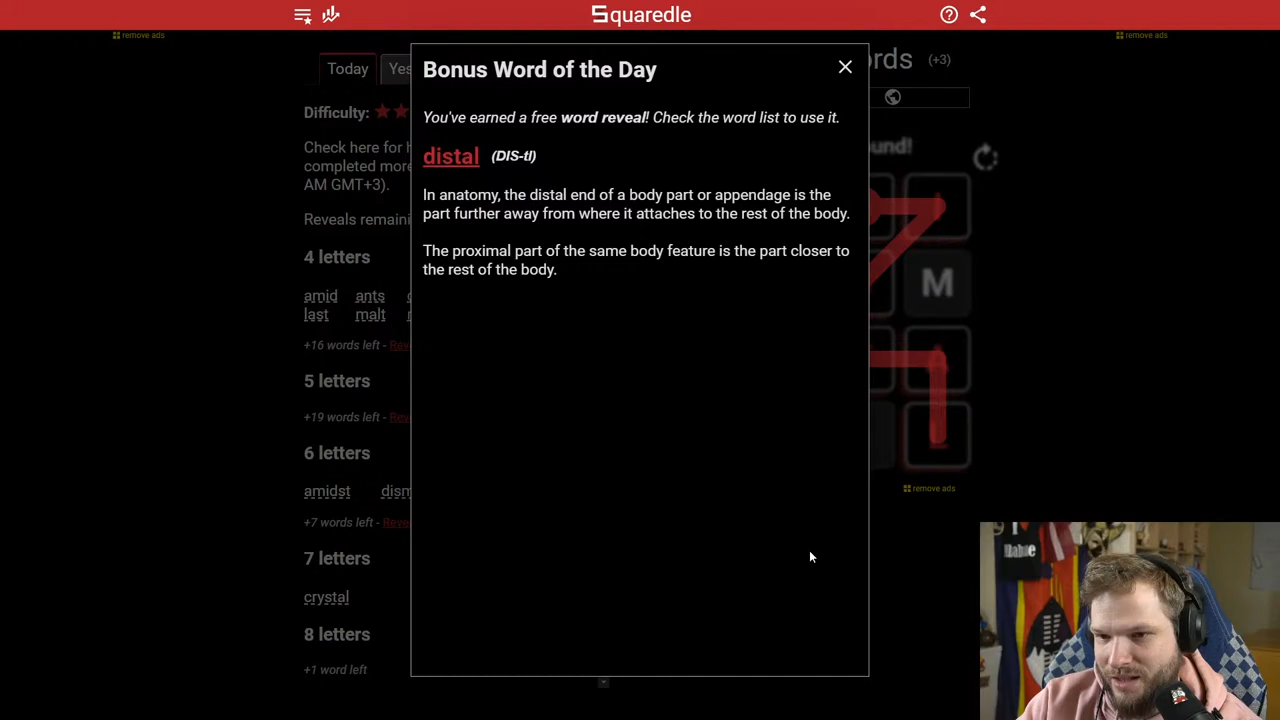 Squaredle
remove ads
remove ads
Today
Bonus Word of the Day
(+3)
Difficulty:
You've earned a free word reveal! Check the word list to use it.
Check here for
completed more
AM GMT+3).
distal (DIS-tl)
In anatomy, the distal end of a body part or appendage is the
part further away from where it attaches to the rest of the body.
The proximal part of the same body feature is the part closer to
the rest of the body.
4 letters
amid ants
last malt
+16 words left -
5 letters
+19 words left -
6 letters
amidst
+7 words left -
7 letters
crystal
8 letters
+1 word left
M
remove ads